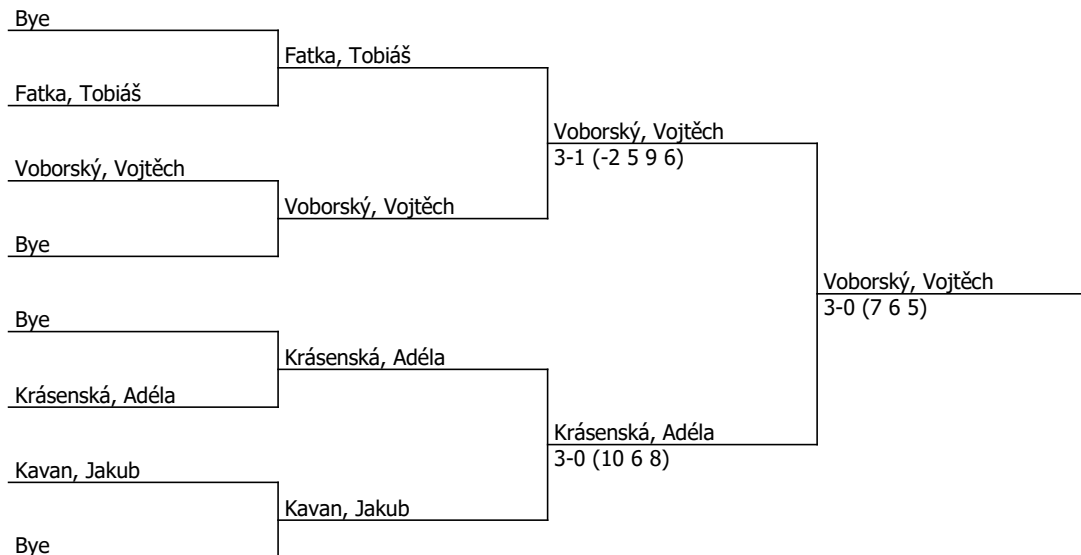 Bye
Fatka, Tobiáš
Fatka, Tobiáš
Voborský, Vojtěch
3-1 (-2 5 9 6)
Voborský, Vojtěch
Voborský, Vojtěch
Bye
Voborský, Vojtěch
3-0 (7 6 5)
Bye
Krásenská, Adéla
Krásenská, Adéla
Krásenská, Adéla
3-0 (10 6 8)
Kavan, Jakub
Kavan, Jakub
Bye